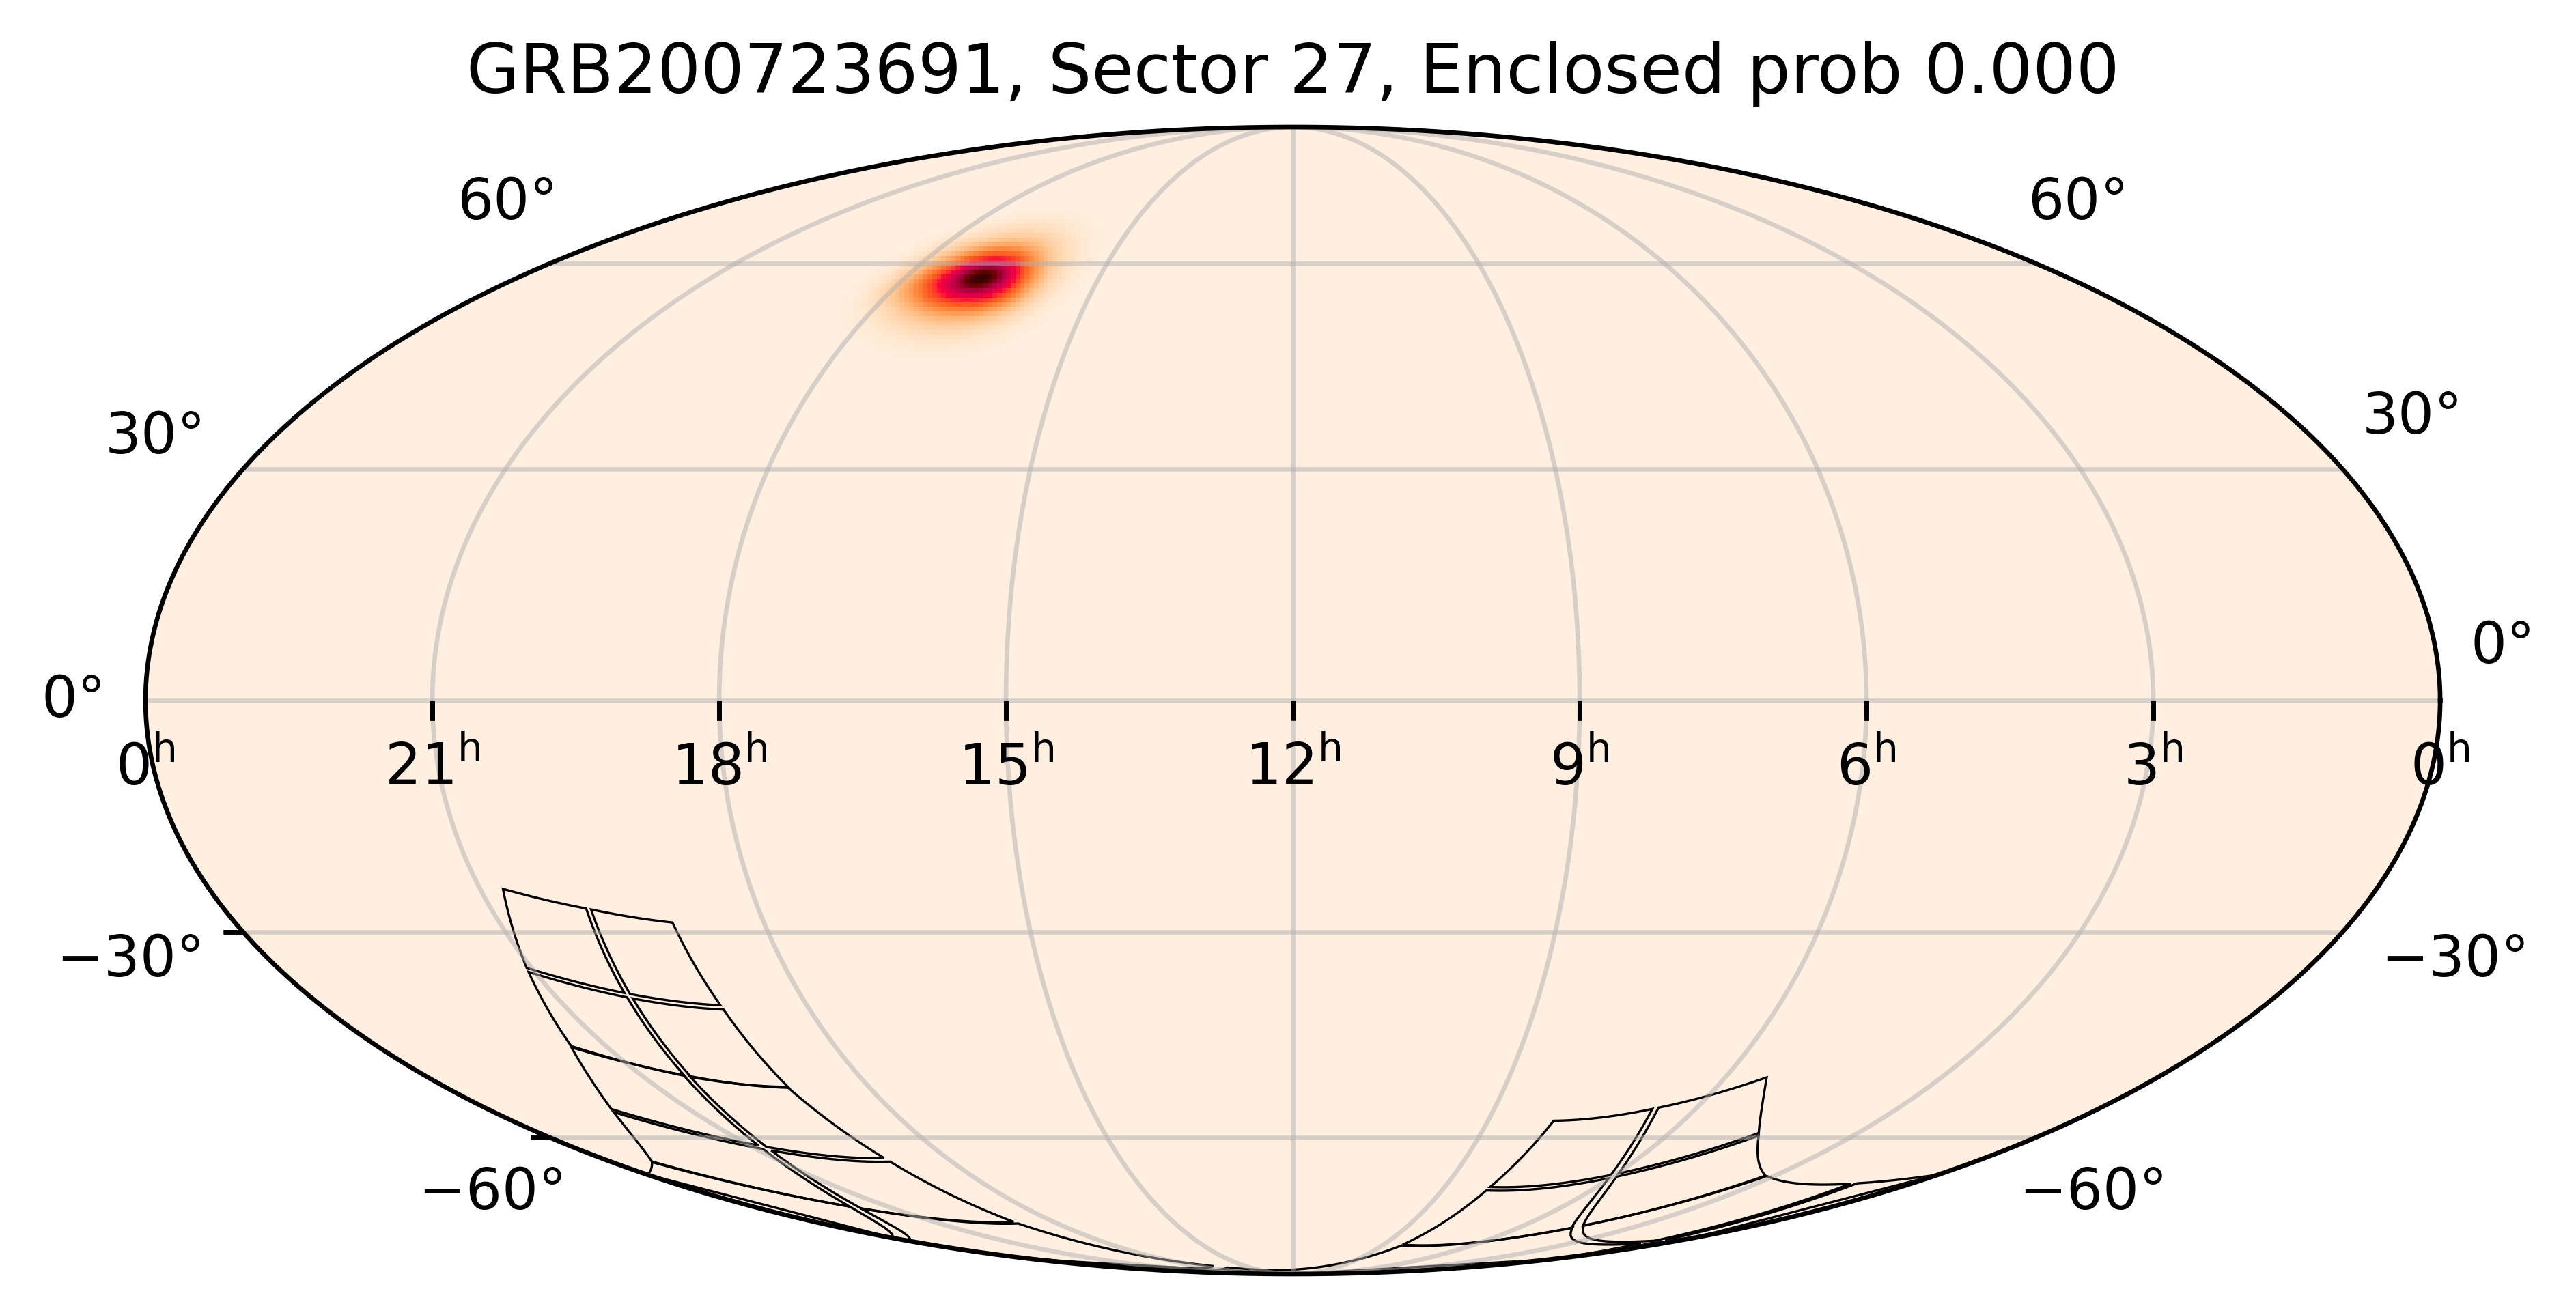 GRB200723691, Sector 27, Enclosed prob 0.000
60° 60°
30° 30°
0° 0°
0ʰ 21ʰ 18ʰ 15ʰ 12ʰ 9ʰ 6ʰ 3ʰ 0ʰ
−30° −30°
−60° −60°